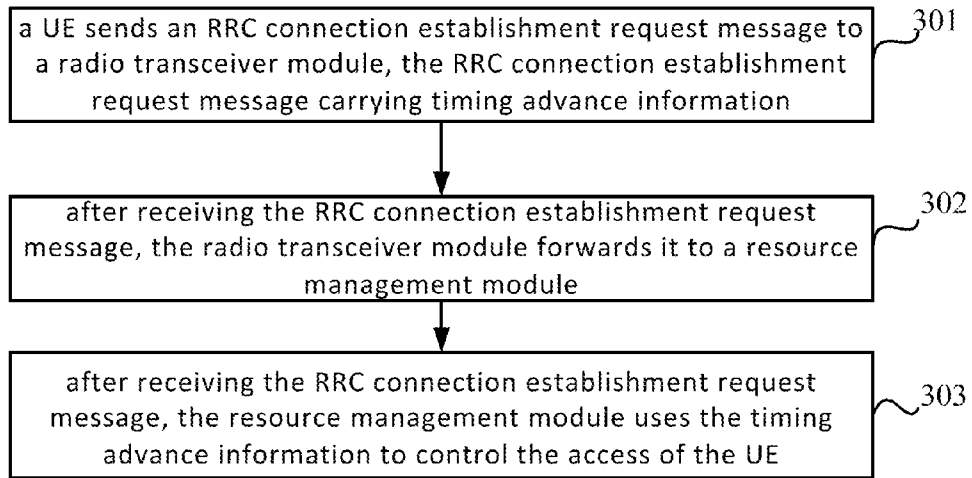 a UE sends an RRC connection establishment request message to
a radio transceiver module, the RRC connection establishment
request message carrying timing advance information
301
after receiving the RRC connection establishment request
message, the radio transceiver module forwards it to a resource
management module
302
after receiving the RRC connection establishment request
message, the resource management module uses the timing
advance information to control the access of the UE
303